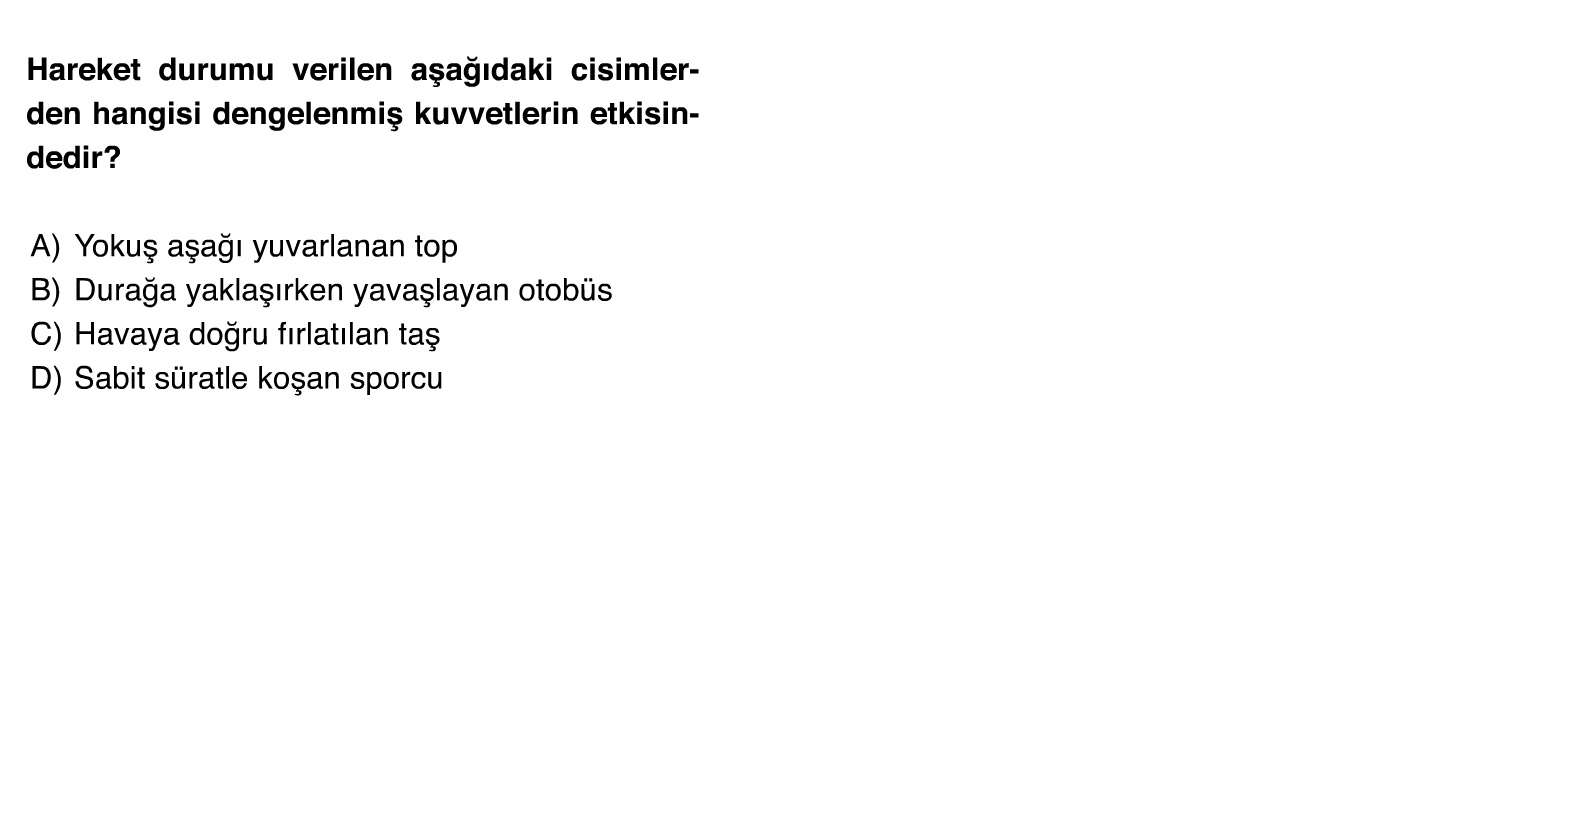 Hareket durumu verilen aşağıdaki cisimler-
den hangisi dengelenmiş kuvvetlerin etkisin-
dedir?
A) Yokuş aşağı yuvarlanan top
B) Durağa yaklaşırken yavaşlayan otobüs
C) Havaya doğru fırlatılan taş
D) Sabit süratle koşan sporcu